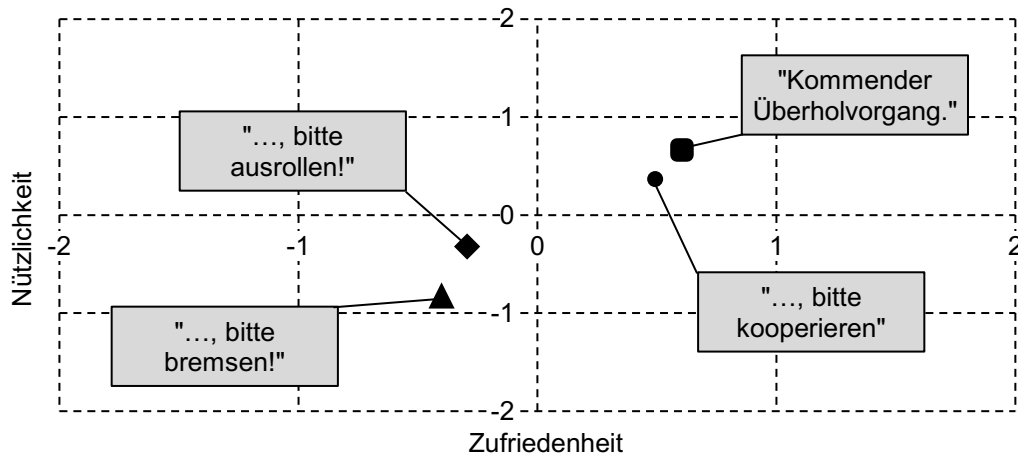 2
"Kommender
Überholvorgang."
"…, bitte
ausrollen!"
1
Nützlichkeit
0
-2
-1
0
1
2
"…, bitte
kooperieren"
-1
"…, bitte
bremsen!"
-2
Zufriedenheit